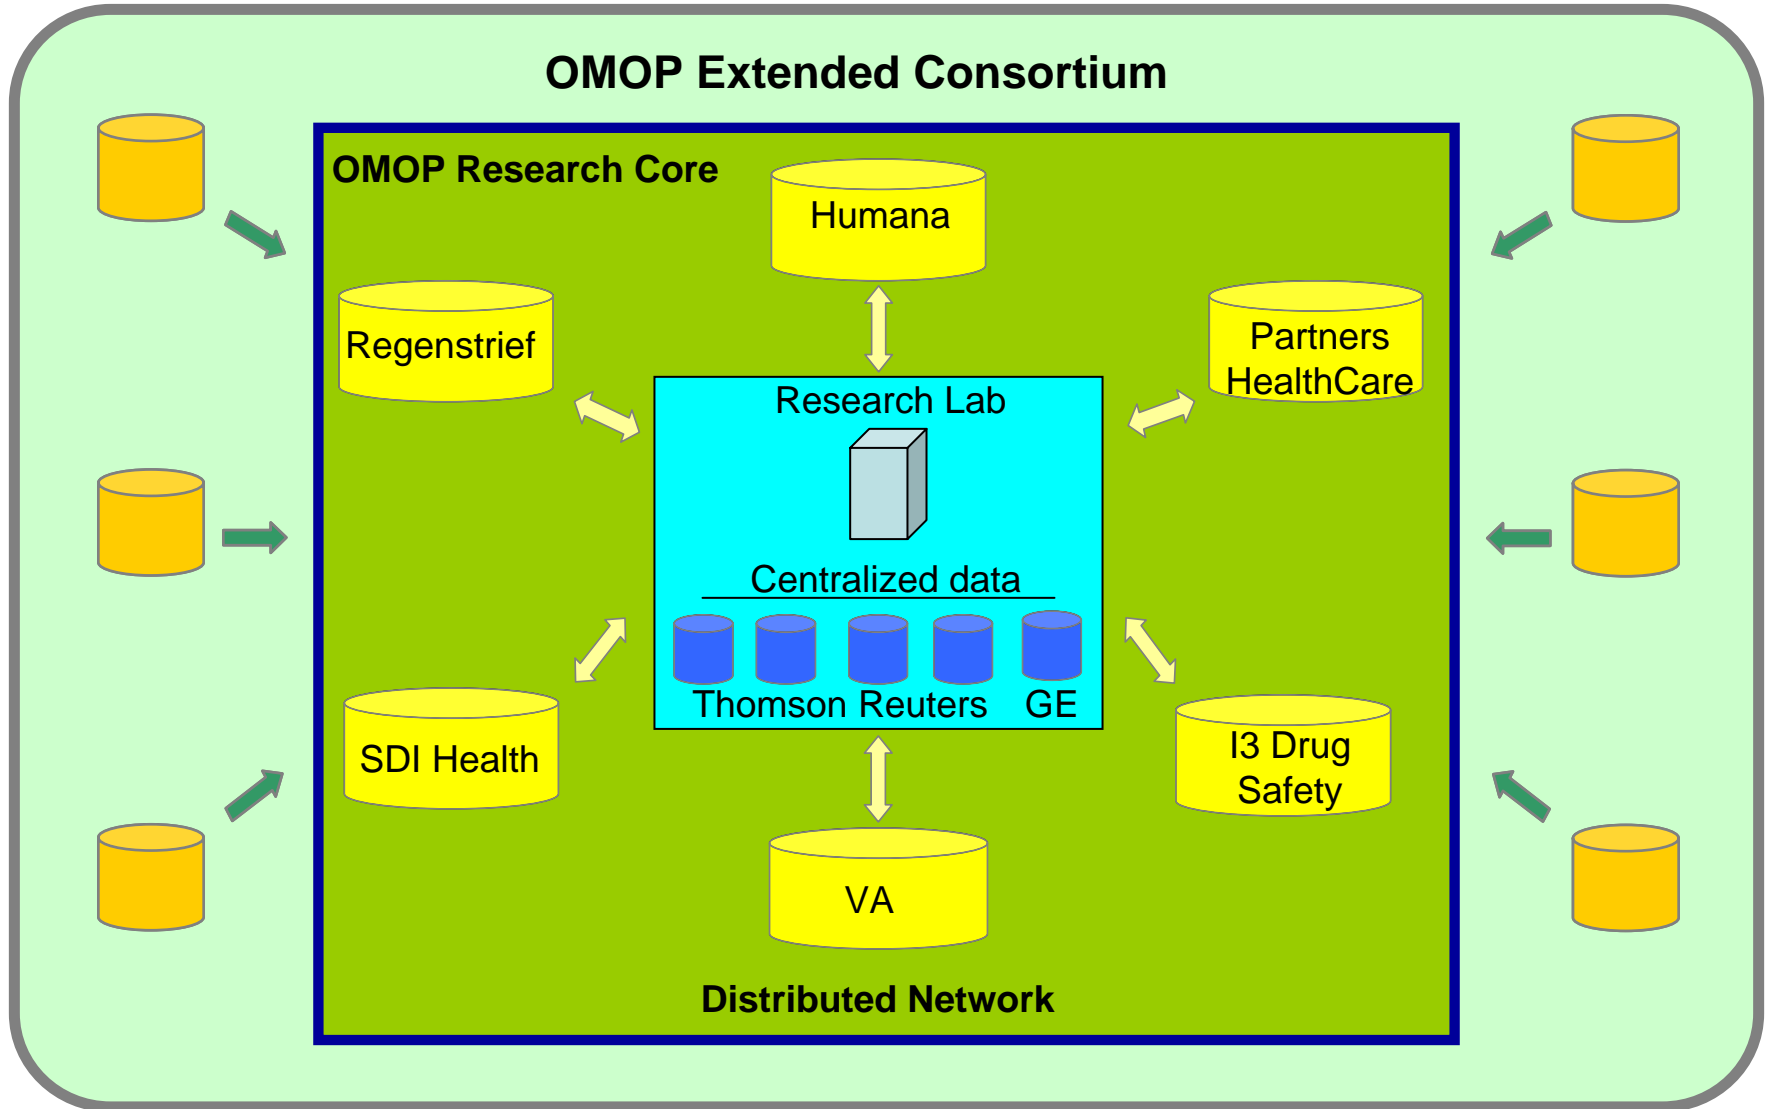 OMOP Extended Consortium
OMOP Research Core
Humana
Regenstrief
Partners
HealthCare
Research Lab
Centralized data
Thomson Reuters GE
SDI Health
I3 Drug
Safety
VA
Distributed Network